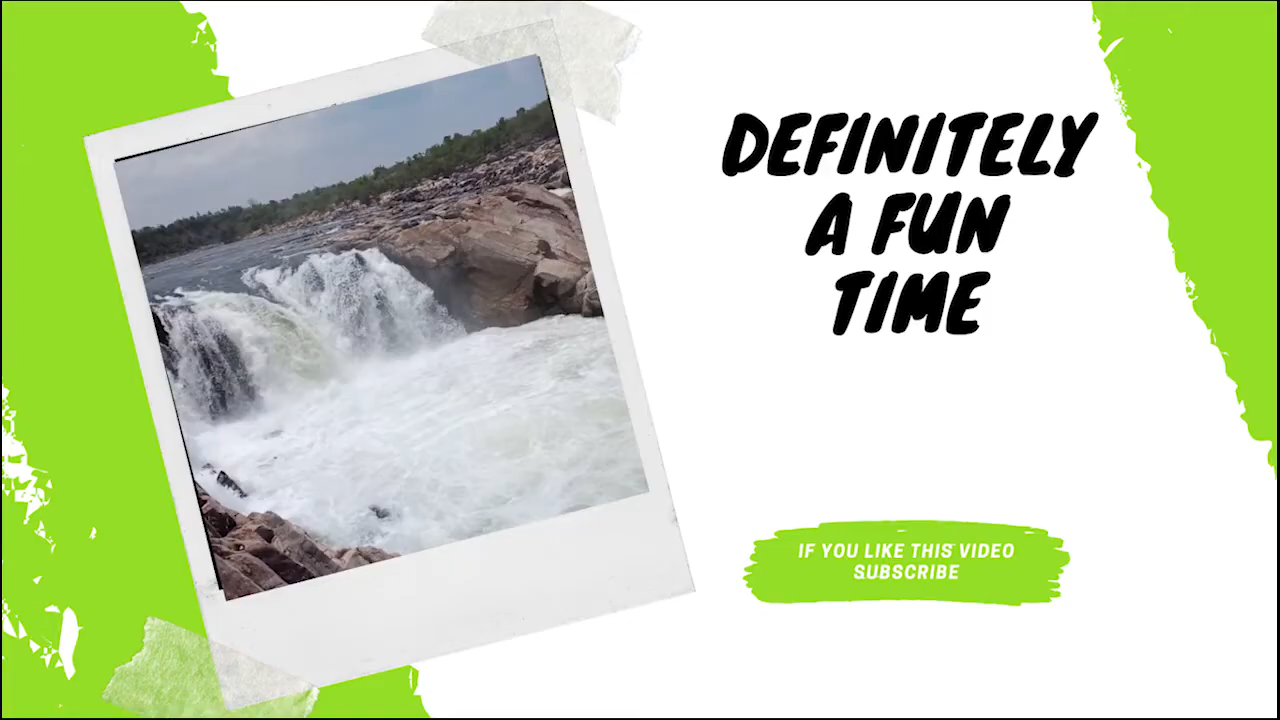 DEFINITELY
A FUN
TIME
IF YOU LIKE THIS VIDEO
SUBSCRIBE